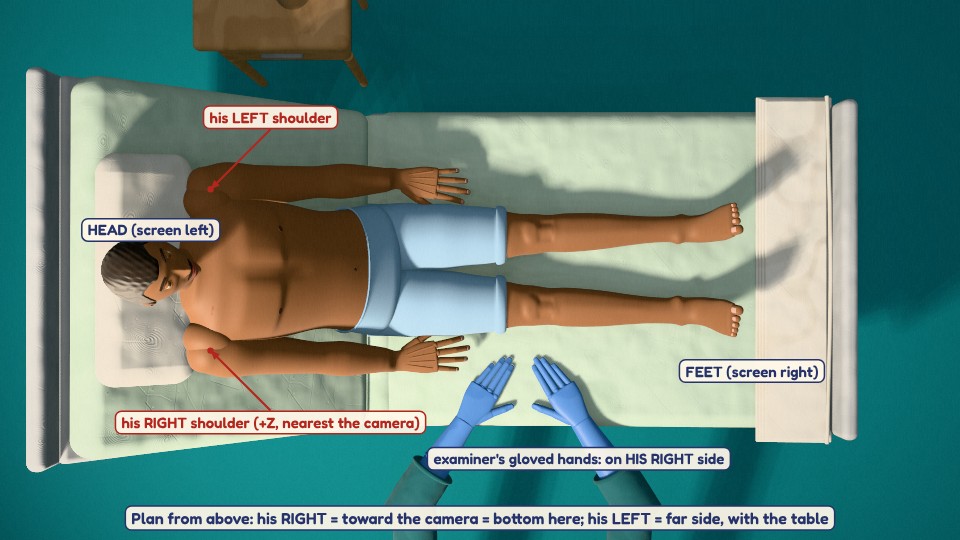 his LEFT shoulder
HEAD (screen left)
FEET (screen right)
his RIGHT shoulder (+Z, nearest the camera)
examiner's gloved hands: on HIS RIGHT side
Plan from above: his RIGHT = toward the camera = bottom here; his LEFT = far side, with the table